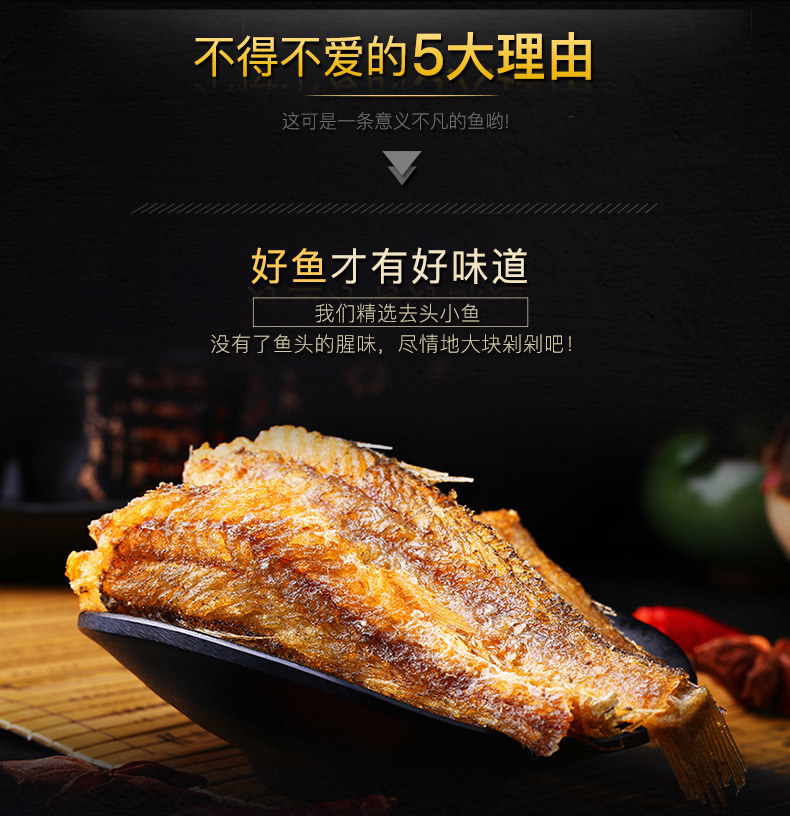 不得不爱的5大理由
这可是一条意义不凡的鱼哟!
好鱼才有好味道
我们精选去头小鱼
没有了鱼头的腥味，尽情地大块剁剁吧!